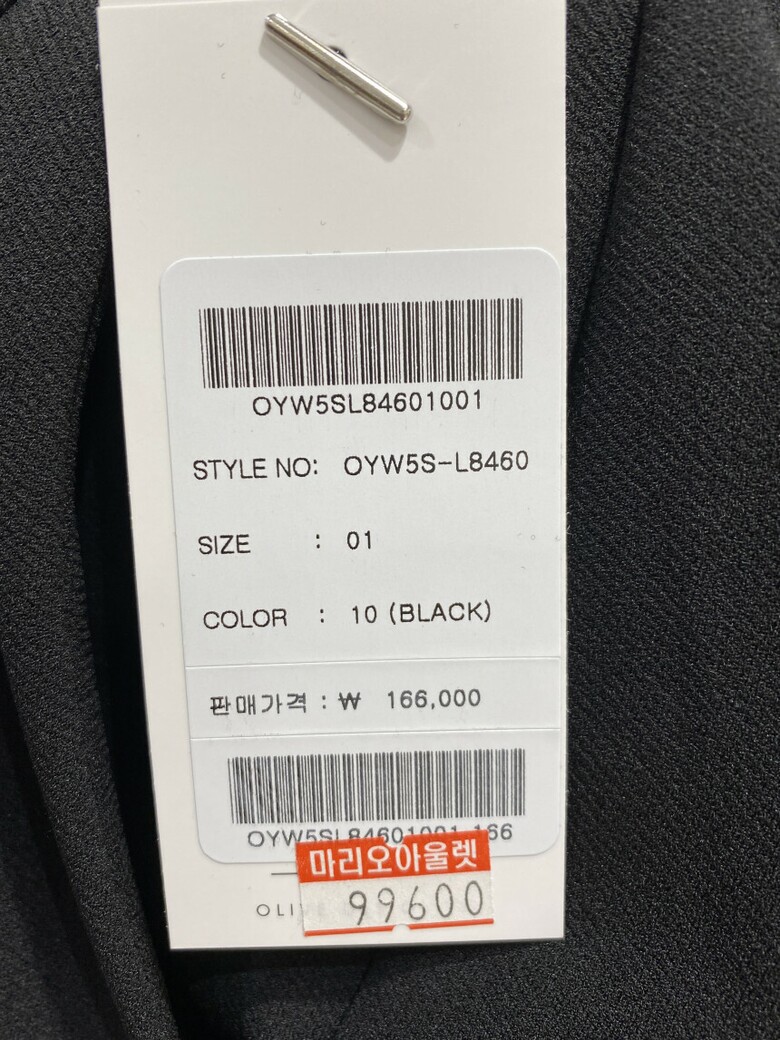 OYW5SL84601001
STYLE NO: OYW5S-L8460
SIZE : 01
COLOR : 10 (BLACK)
판매가격 : ₩ 166,000
OYW5SL84601001 166
마리오아울렛
OLI
99600